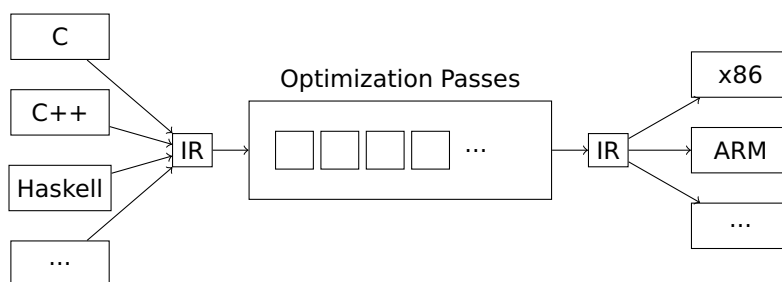 C
C++
Haskell
...
IR
Optimization Passes
...
IR
x86
ARM
...